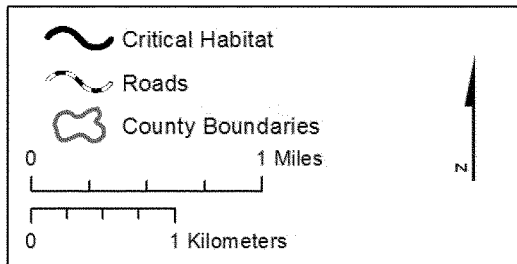 Critical Habitat
Roads
County Boundaries
0 1 Miles
0 1 Kilometers
N